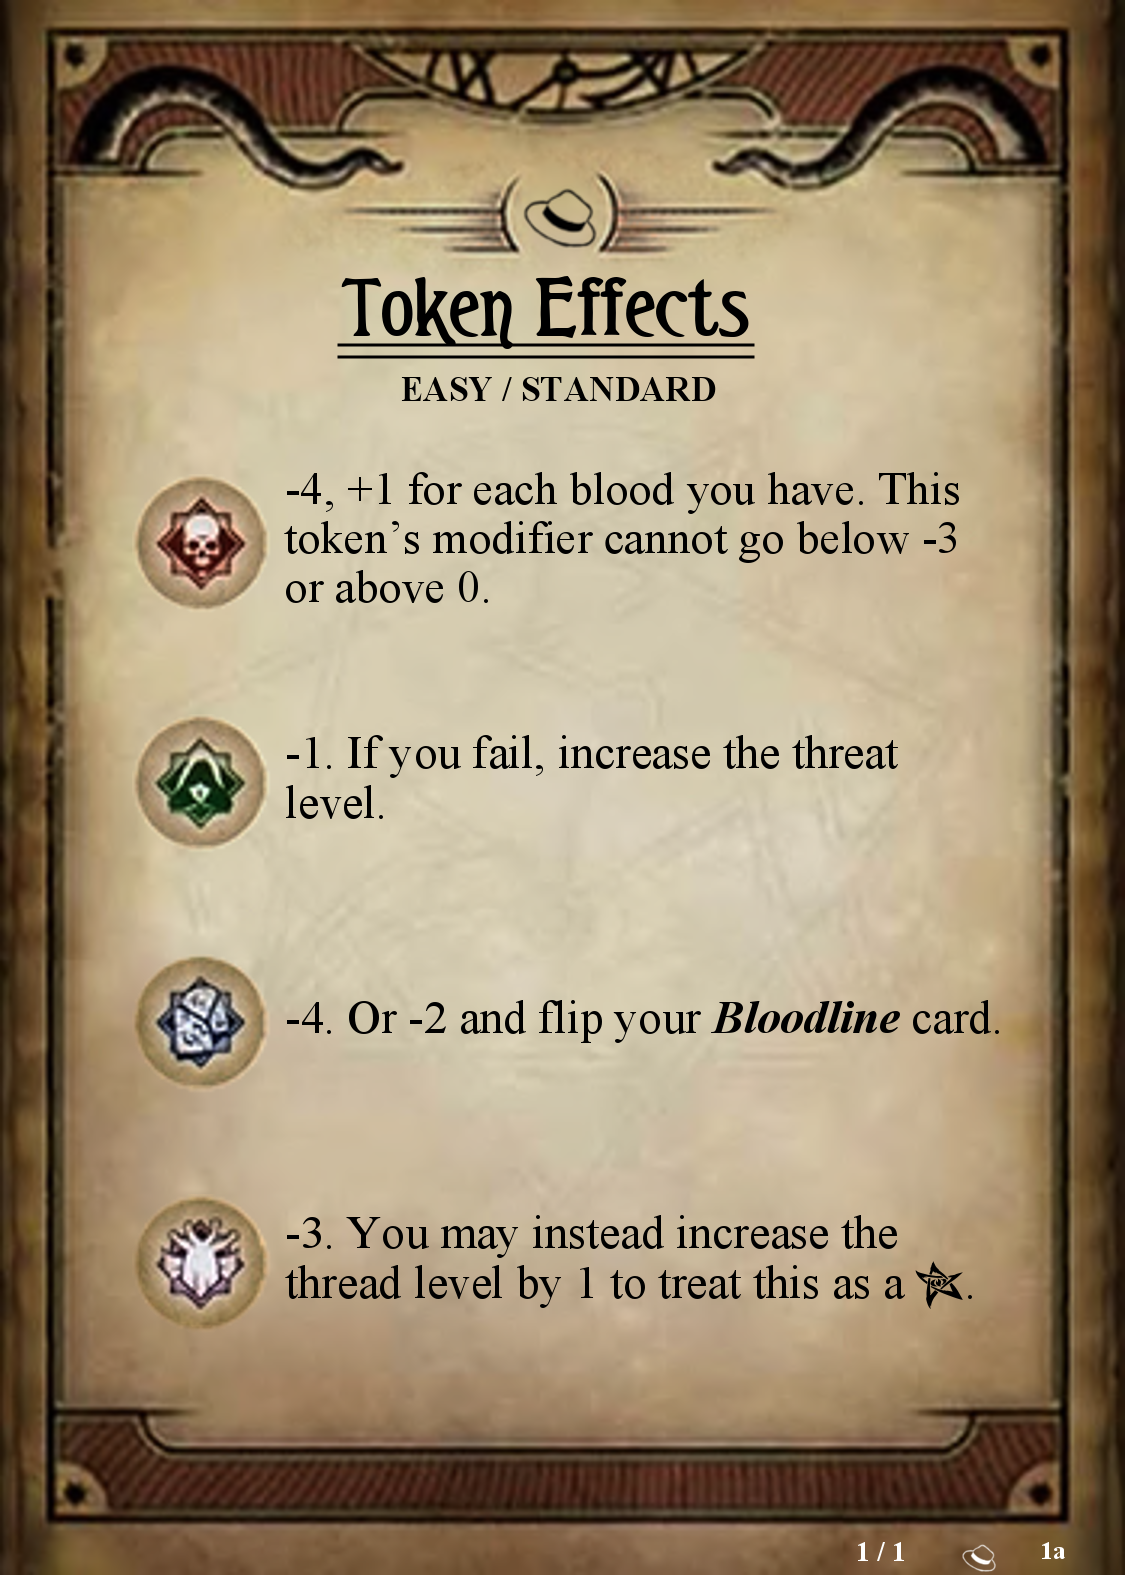 Token Effects
EASY / STANDARD
-4, +1 for each blood you have. This
token’s modifier cannot go below -3
or above 0.
-1. If you fail, increase the threat
level.
-4. Or -2 and flip your Bloodline card.
-3. You may instead increase the
thread level by 1 to treat this as a .
1 / 1 1a